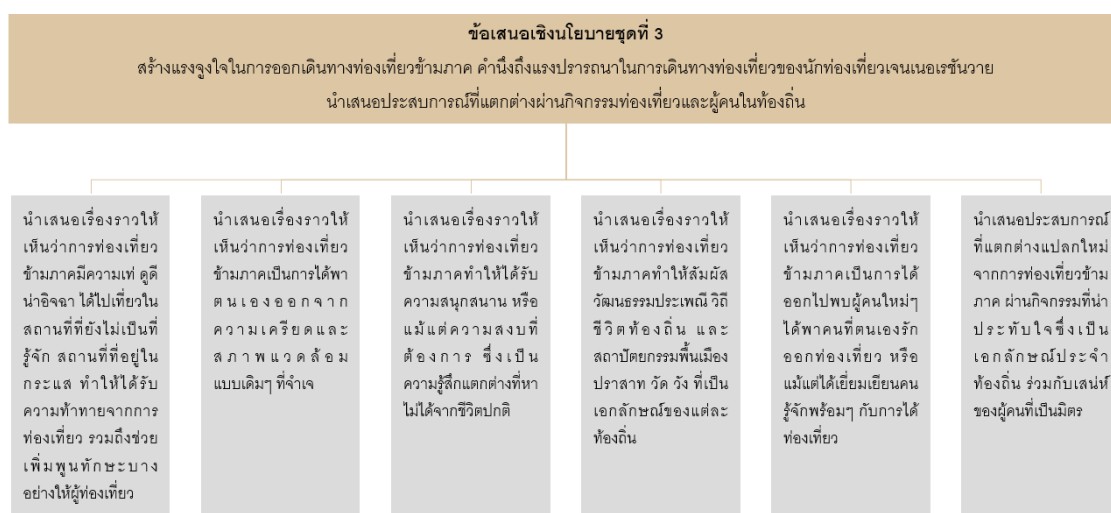 ข้อเสนอเชิงนโยบายชุดที่ 3
สร้างแรงจูงใจในการออกเดินทางท่องเที่ยวข้ามภาค คำนึงถึงแรงปรารถนาในการเดินทางท่องเที่ยวของนักท่องเที่ยวเจนเนอเรชันวาย
นำเสนอประสบการณ์ที่แตกต่างผ่านกิจกรรมท่องเที่ยวและผู้คนในท้องถิ่น
นำเสนอเรื่องราวให้
เห็นว่าการท่องเที่ยว
ข้ามภาคมีความเท่ ดูดี
น่าอิจฉา ได้ไปเที่ยวใน
สถานที่ที่ยังไม่เป็นที่
รู้จัก สถานที่ที่อยู่ใน
กระแส ทำให้ได้รับ
ความท้าทายจากการ
ท่องเที่ยว รวมถึงช่วย
เพิ่มพูนทักษะบาง
อย่างให้ผู้ท่องเที่ยว
นำเสนอเรื่องราวให้
เห็นว่าการท่องเที่ยว
ข้ามภาคเป็นการได้พา
ตนเองออกจาก
ความเครียดและ
สภาพแวดล้อม
แบบเดิมๆ ที่จำเจ
นำเสนอเรื่องราวให้
เห็นว่าการท่องเที่ยว
ข้ามภาคทำให้ได้รับ
ความสนุกสนาน หรือ
แม้แต่ความสงบที่
ต้องการ ซึ่งเป็น
ความรู้สึกแตกต่างที่หา
ไม่ได้จากชีวิตปกติ
นำเสนอเรื่องราวให้
เห็นว่าการท่องเที่ยว
ข้ามภาคทำให้สัมผัส
วัฒนธรรมประเพณี วิถี
ชีวิตท้องถิ่น และ
สถาปัตยกรรมพื้นเมือง
ปราสาท วัด วัง ที่เป็น
เอกลักษณ์ของแต่ละ
ท้องถิ่น
นำเสนอเรื่องราวให้
เห็นว่าการท่องเที่ยว
ข้ามภาคเป็นการได้
ออกไปพบผู้คนใหม่ๆ
ได้พาคนที่ตนเองรัก
ออกท่องเที่ยว หรือ
แม้แต่ได้เยี่ยมเยียนคน
รู้จักพร้อมๆ กับการได้
ท่องเที่ยว
นำเสนอประสบการณ์
ที่แตกต่างแปลกใหม่
จากการท่องเที่ยวข้าม
ภาค ผ่านกิจกรรมที่น่า
ประทับใจซึ่งเป็น
เอกลักษณ์ประจำ
ท้องถิ่น ร่วมกับเสน่ห์
ของผู้คนที่เป็นมิตร